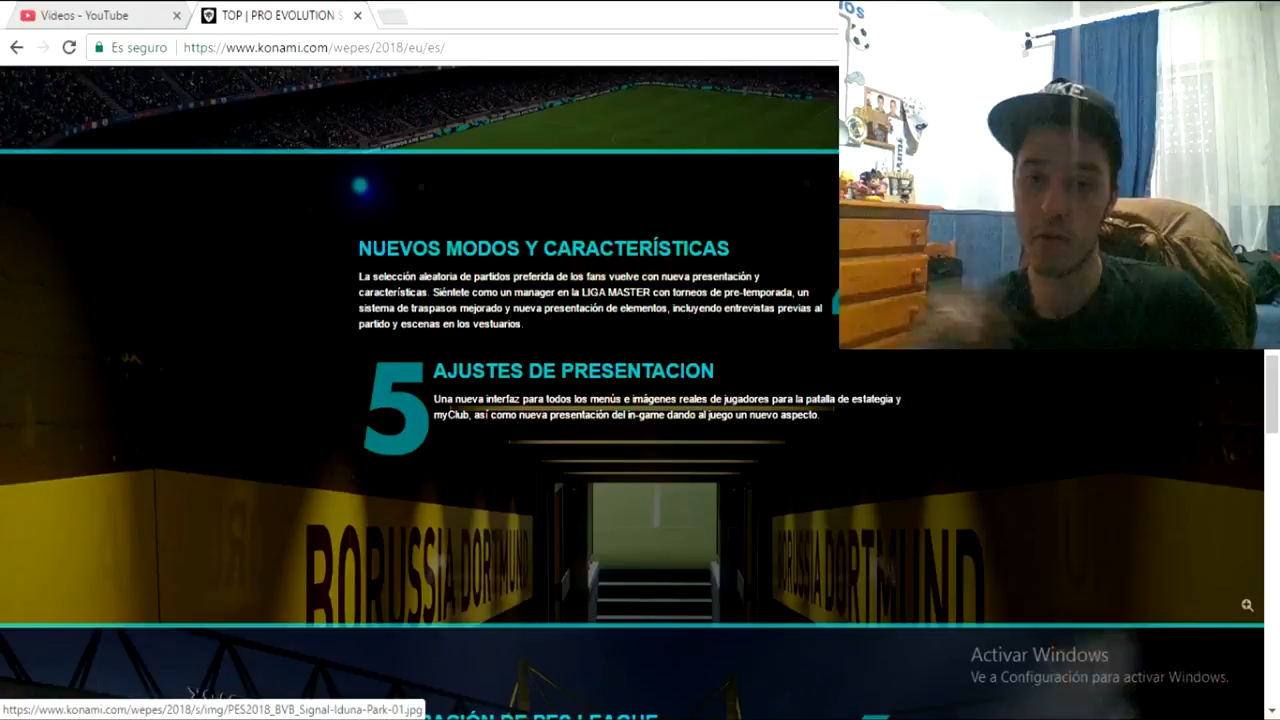 Videos - YouTube
TOP | PRO EVOLUTION S
Es seguro
https://www.konami.com/wepes/2018/eu/es/
NIKE
NUEVOS MODOS Y CARACTERÍSTICAS
La selección aleatoria de partidos preferida de los fans vuelve con nueva presentación y
características. Siéntete como un manager en la LIGA MASTER con torneos de pre-temporada, un
sistema de traspasos mejorado y nueva presentación de elementos, incluyendo entrevistas previas al
partido y escenas en los vestuarios.
5
AJUSTES DE PRESENTACION
Una nueva interfaz para todos los menús e imágenes reales de jugadores para la patalla de estategia y
myClub, así como nueva presentación del in-game dando al juego un nuevo aspecto.
BORUSSIA DORTMUND
BORUSSIA DORTMUND
Activar Windows
Ve a Configuración para activar Windows.
https://www.konami.com/wepes/2018/s/img/PES2018_BVB_Signal-Iduna-Park-01.jpg